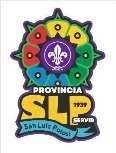 PROVINCIA
SLP
1939
SERVIR
San Luis Potosí